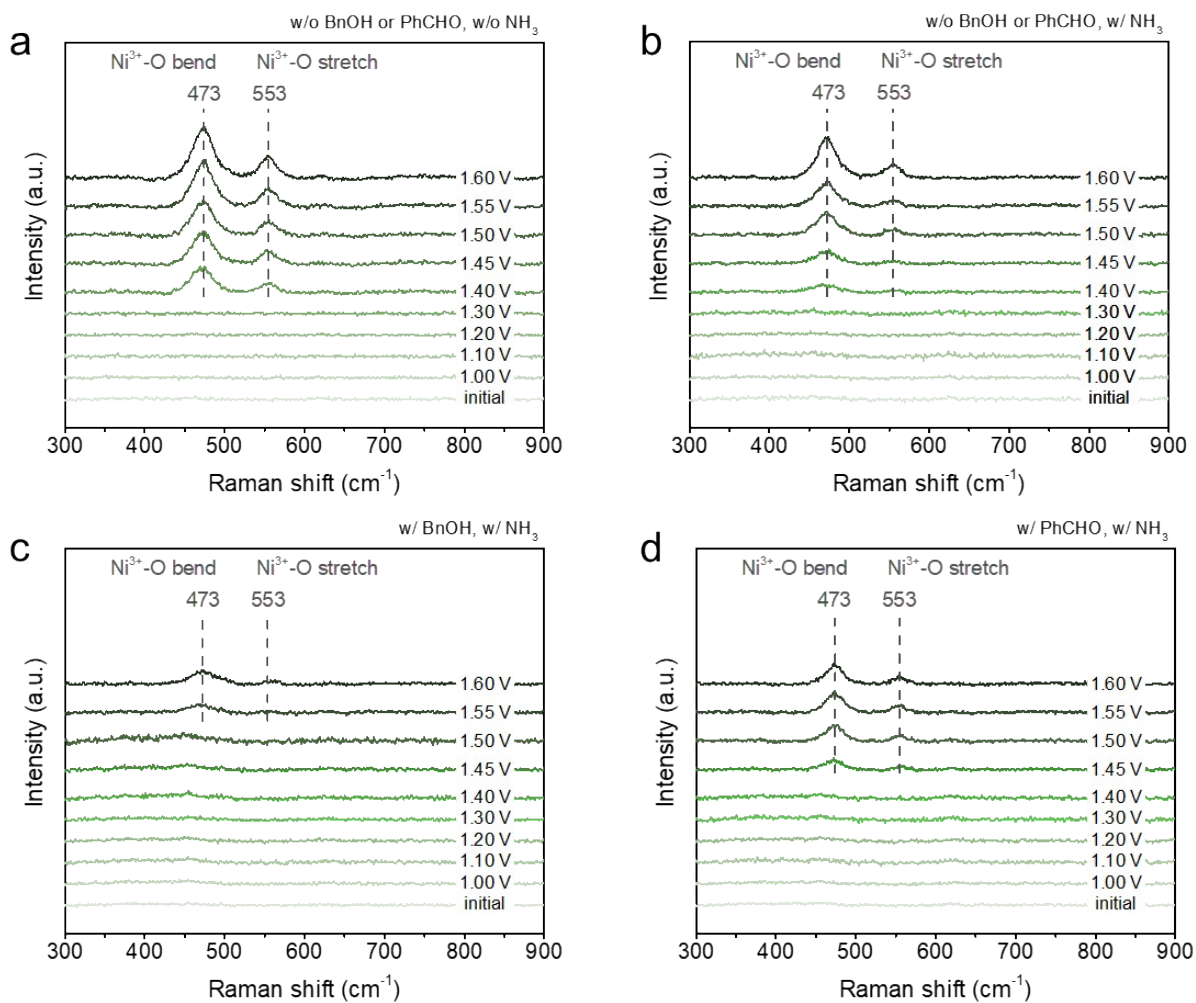 a
w/o BnOH or PhCHO, w/o NH₃
Ni³⁺-O bend
Ni³⁺-O stretch
473
553
1.60 V
1.55 V
1.50 V
1.45 V
1.40 V
1.30 V
1.20 V
1.10 V
1.00 V
initial
Intensity (a.u.)
300 400 500 600 700 800 900
Raman shift (cm⁻¹)
b
w/o BnOH or PhCHO, w/ NH₃
Ni³⁺-O bend
Ni³⁺-O stretch
473
553
1.60 V
1.55 V
1.50 V
1.45 V
1.40 V
1.30 V
1.20 V
1.10 V
1.00 V
initial
Intensity (a.u.)
300 400 500 600 700 800 900
Raman shift (cm⁻¹)
c
w/ BnOH, w/ NH₃
Ni³⁺-O bend
Ni³⁺-O stretch
473
553
1.60 V
1.55 V
1.50 V
1.45 V
1.40 V
1.30 V
1.20 V
1.10 V
1.00 V
initial
Intensity (a.u.)
300 400 500 600 700 800 900
Raman shift (cm⁻¹)
d
w/ PhCHO, w/ NH₃
Ni³⁺-O bend
Ni³⁺-O stretch
473
553
1.60 V
1.55 V
1.50 V
1.45 V
1.40 V
1.30 V
1.20 V
1.10 V
1.00 V
initial
Intensity (a.u.)
300 400 500 600 700 800 900
Raman shift (cm⁻¹)